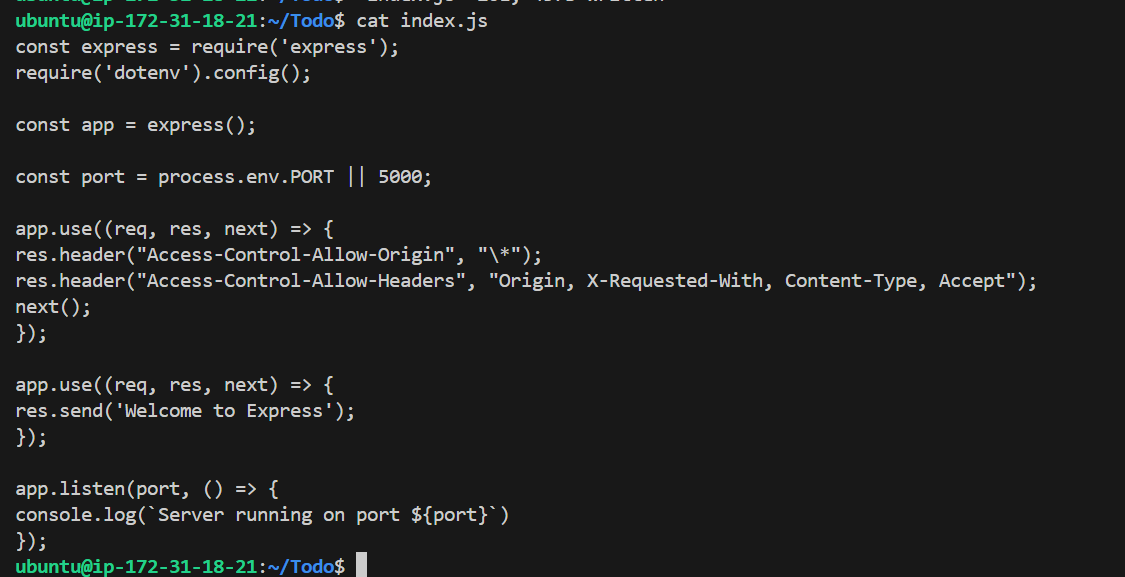 ubuntu@ip-172-31-18-21:~/Todo$ cat index.js
const express = require('express');
require('dotenv').config();

const app = express();

const port = process.env.PORT || 5000;

app.use((req, res, next) => {
res.header("Access-Control-Allow-Origin", "\*");
res.header("Access-Control-Allow-Headers", "Origin, X-Requested-With, Content-Type, Accept");
next();
});

app.use((req, res, next) => {
res.send('Welcome to Express');
});

app.listen(port, () => {
console.log(`Server running on port ${port}`)
});
ubuntu@ip-172-31-18-21:~/Todo$